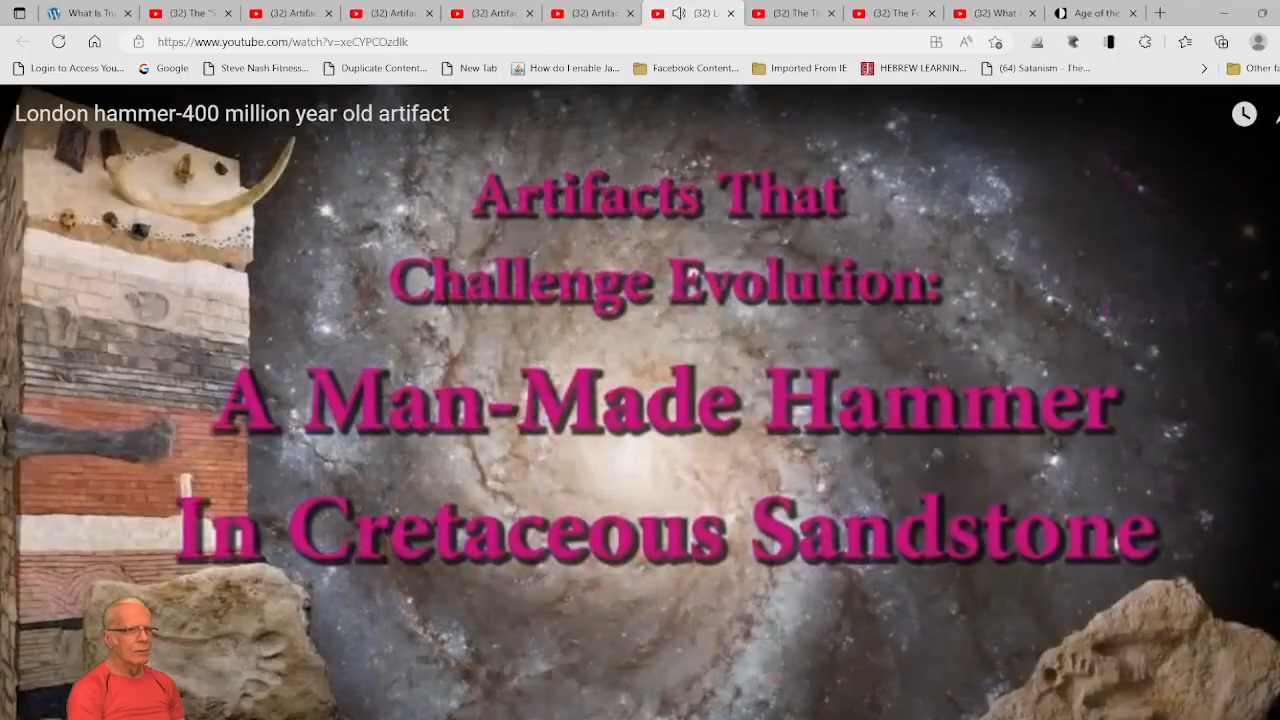 What Is Tru
(32) The "S
(32) Artifac
(32) Artifac
(32) Artifac
(32) Artifac
(32) L
(32) The T
(32) The F
(32) What
Age of the
https://www.youtube.com/watch?v=xeCYPCOzdlk
Login to Access You...
Google
Steve Nash Fitness...
Duplicate Content...
New Tab
How do I enable Ja...
Facebook Content...
Imported From IE
HEBREW LEARNIN...
(64) Satanism – The...
Other fa
London hammer-400 million year old artifact
Artifacts That
Challenge Evolution:
A Man-Made Hammer
In Cretaceous Sandstone